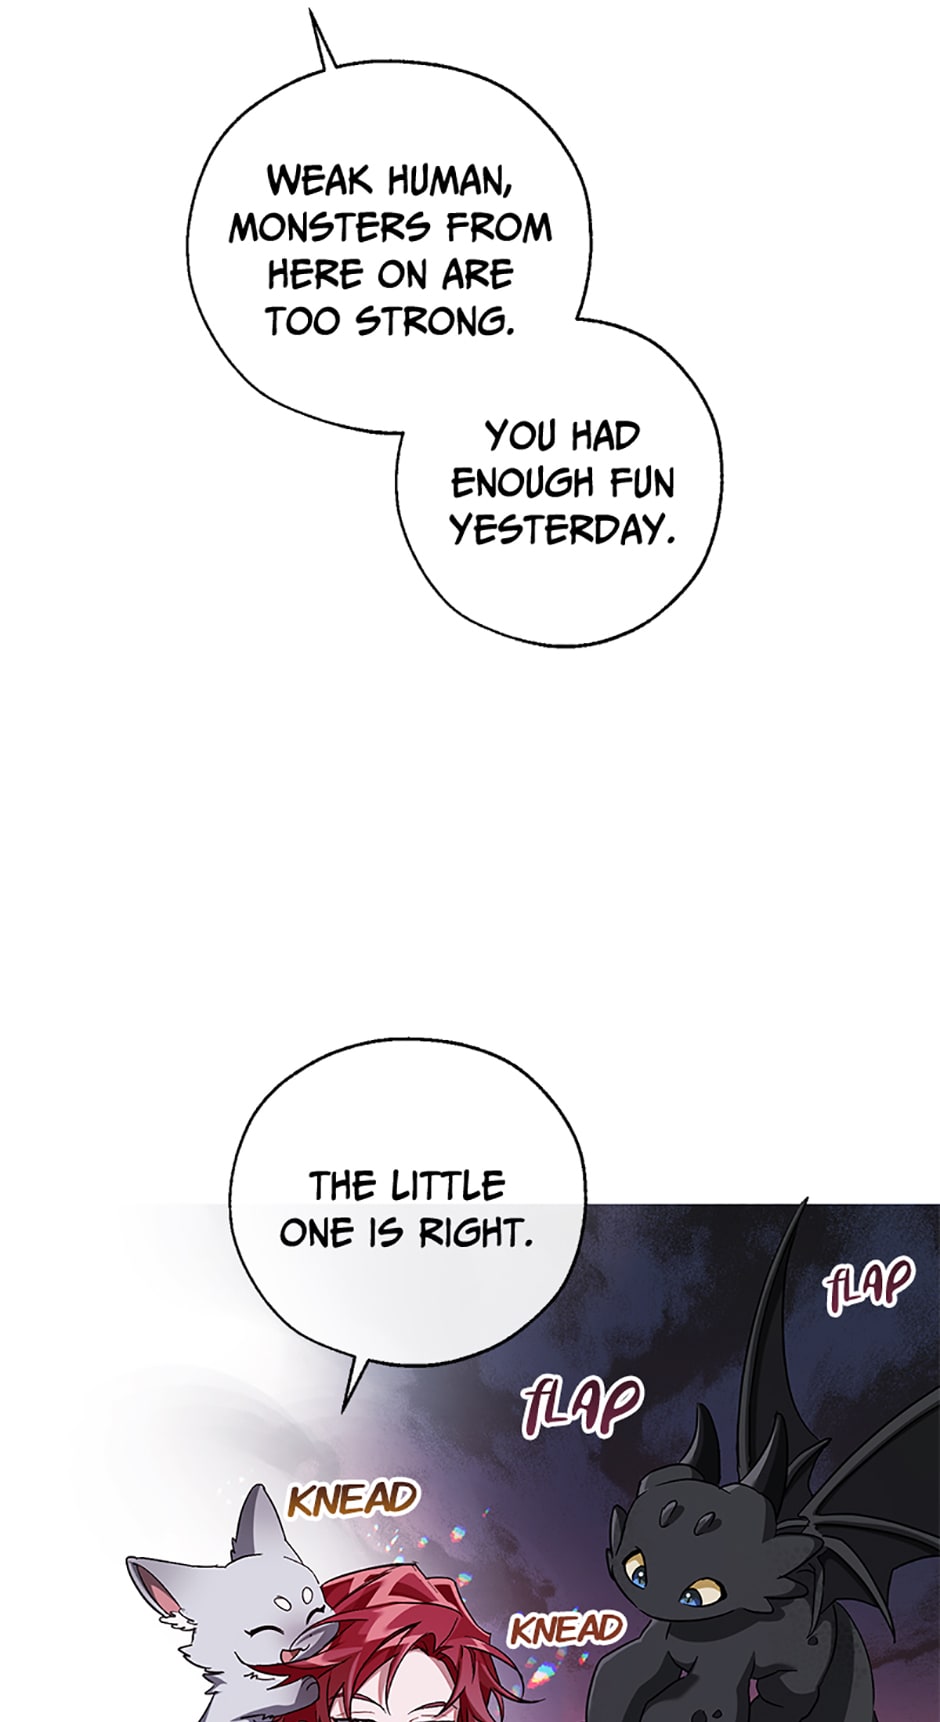 WEAK HUMAN,
MONSTERS FROM
HERE ON ARE
TOO STRONG.
YOU HAD
ENOUGH FUN
YESTERDAY.
THE LITTLE
ONE IS RIGHT.
FLAP
FLAP
KNEAD
KNEAD